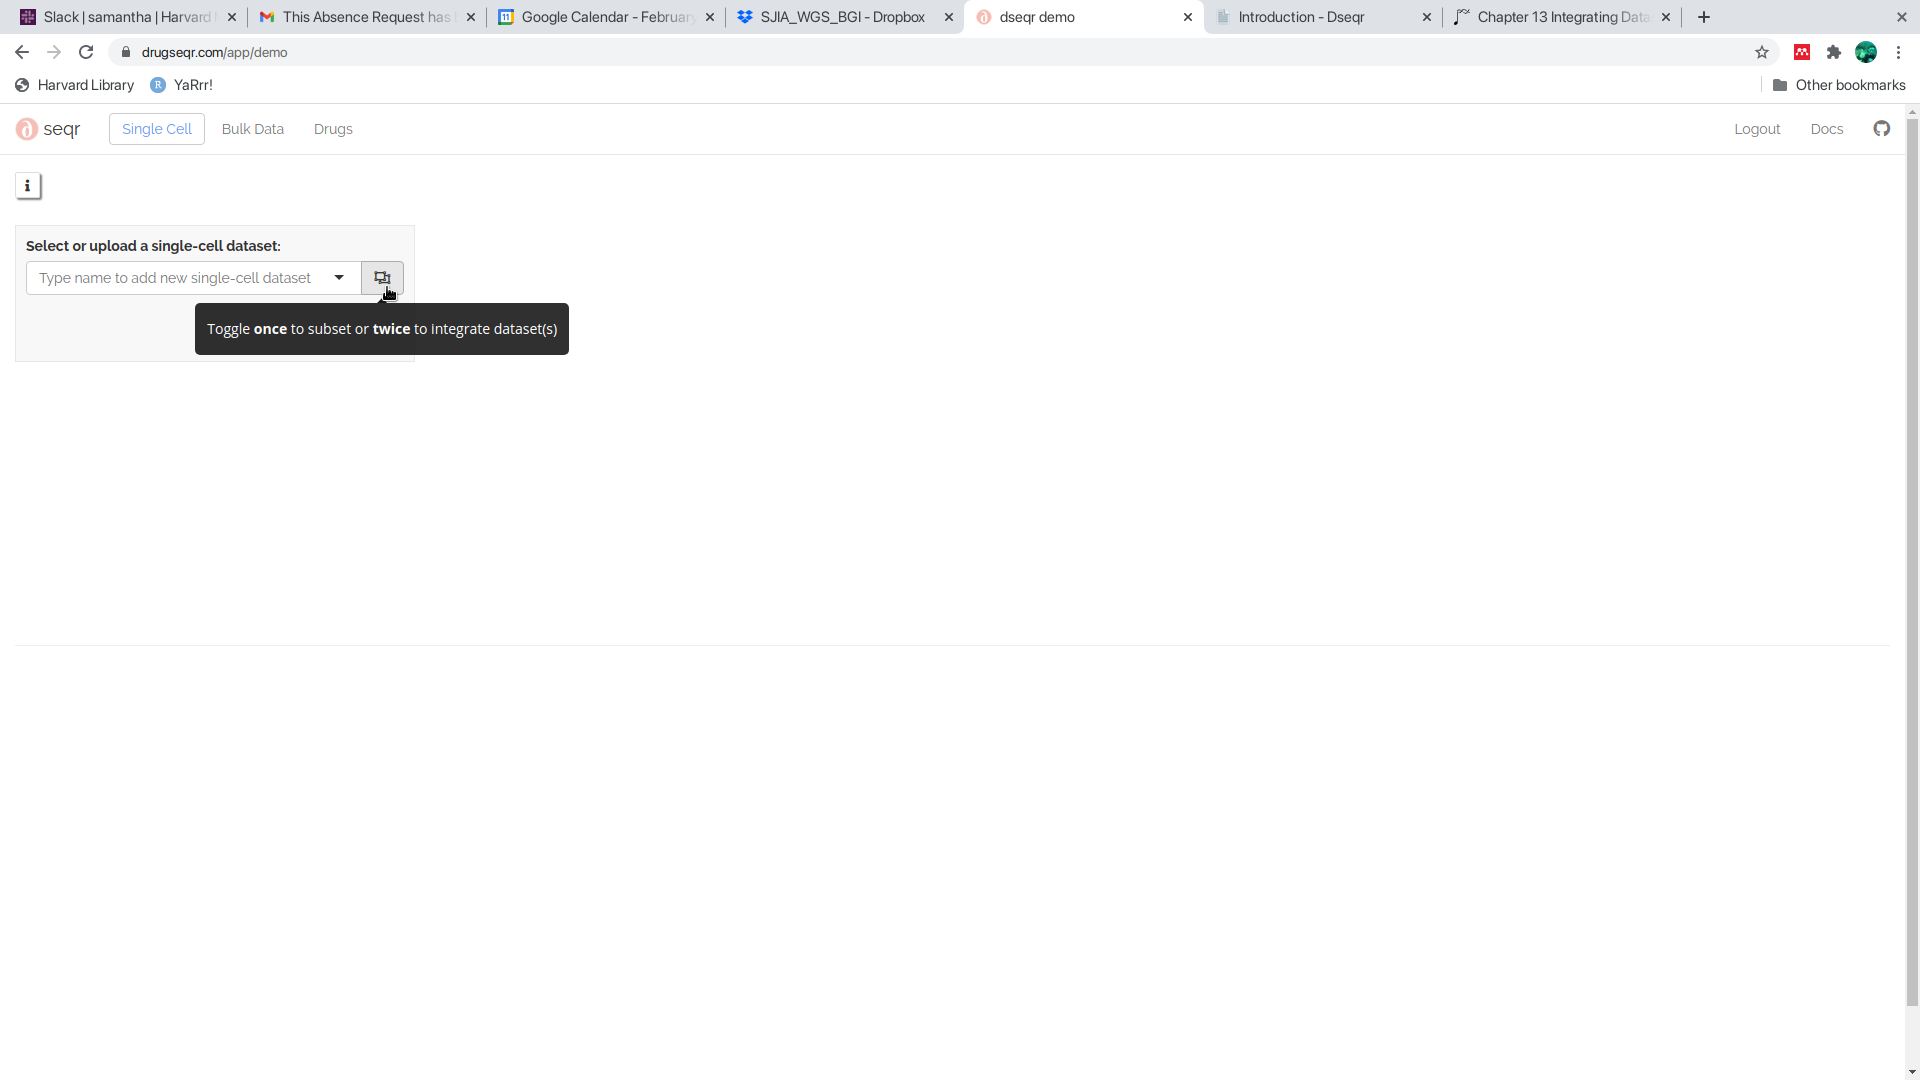 Slack | samantha | Harvard
This Absence Request has
Google Calendar - February
SJIA_WGS_BGI - Dropbox
dseqr demo
Introduction - Dseqr
Chapter 13 Integrating Data
drugseqr.com/app/demo
Harvard Library
YaRrr!
Other bookmarks
seqr
Single Cell
Bulk Data
Drugs
Logout
Docs
i
Select or upload a single-cell dataset:
Type name to add new single-cell dataset
Toggle once to subset or twice to integrate dataset(s)